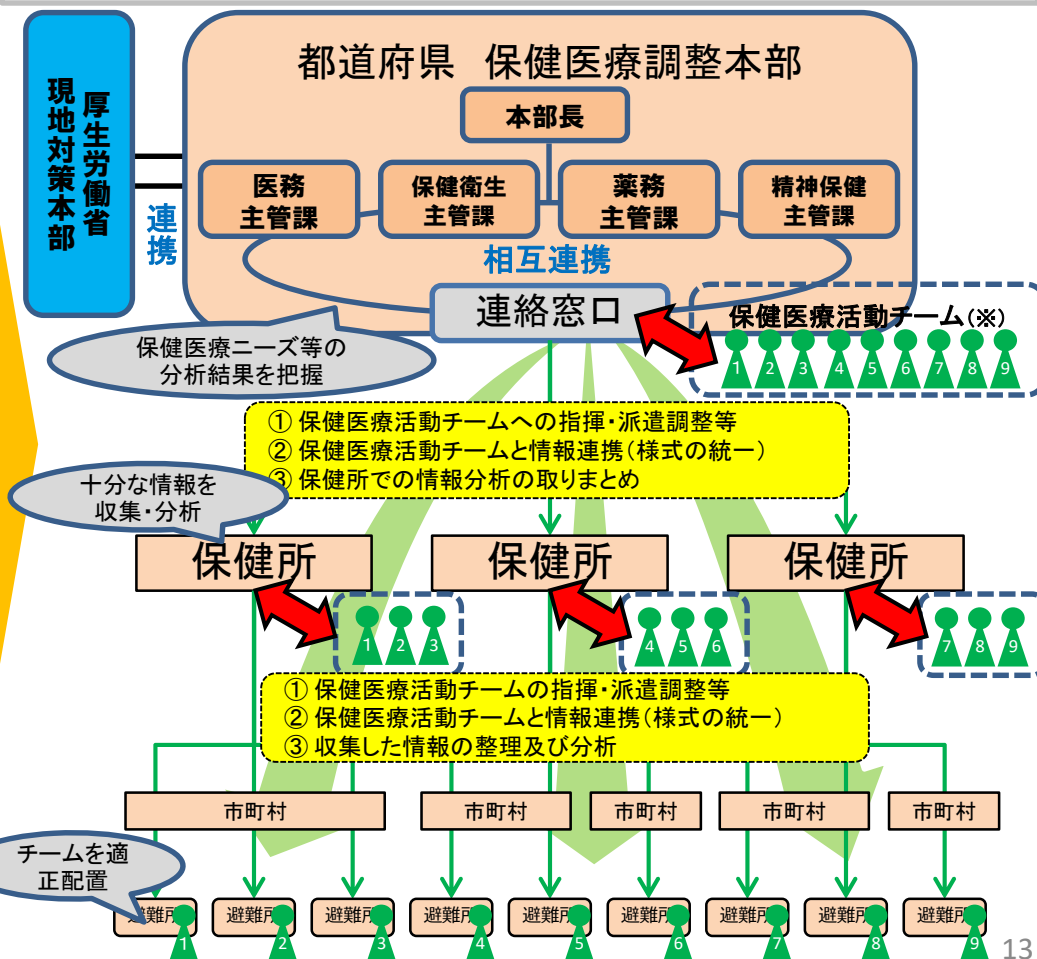 厚生労働省
現地対策本部
連携
都道府県 保健医療調整本部
本部長
医務
主管課
保健衛生
主管課
薬務
主管課
精神保健
主管課
相互連携
連絡窓口
保健医療活動チーム(※)
1 2 3 4 5 6 7 8 9
保健医療ニーズ等の
分析結果を把握
① 保健医療活動チームへの指揮・派遣調整等
② 保健医療活動チームと情報連携(様式の統一)
③ 保健所での情報分析の取りまとめ
十分な情報を
収集・分析
保健所
保健所
保健所
1 2 3
4 5 6
7 8 9
① 保健医療活動チームの指揮・派遣調整等
② 保健医療活動チームと情報連携(様式の統一)
③ 収集した情報の整理及び分析
市町村
市町村
市町村
市町村
市町村
チームを適
正配置
避難所 1
避難所 2
避難所 3
避難所 4
避難所 5
避難所 6
避難所 7
避難所 8
避難所 9
13